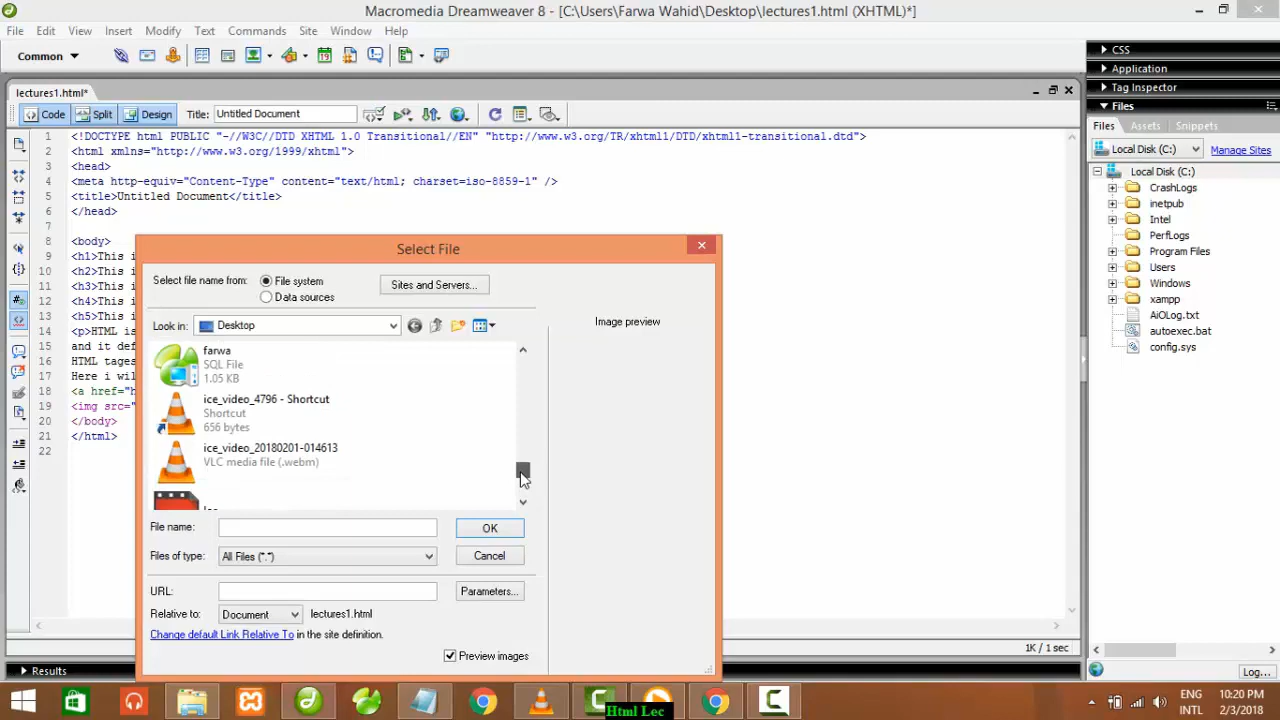 Macromedia Dreamweaver 8 - [C:\Users\Farwa Wahid\Desktop\lectures1.html (XHTML)*]
File Edit View Insert Modify Text Commands Site Window Help
Common
lectures1.html*
Code Split Design Title: Untitled Document
1 <!DOCTYPE html PUBLIC "-//W3C//DTD XHTML 1.0 Transitional//EN" "http://www.w3.org/TR/xhtml1/DTD/xhtml1-transitional.dtd">
2 <html xmlns="http://www.w3.org/1999/xhtml">
3 <head>
4 <meta http-equiv="Content-Type" content="text/html; charset=iso-8859-1" />
5 <title>Untitled Document</title>
6 </head>
7
8 <body>
9 <h1>This i
10 <h2>This i
11 <h3>This i
12 <h4>This i
13 <h5>This i
14 <p>HTML is
15 and it def
16 HTML tages
17 Here i wil
18 <a href="h
19 <img src="
20 </body>
21 </html>
22
Select File
Select file name from: File system
Data sources
Sites and Servers...
Look in: Desktop
Image preview
farwa
SQL File
1.05 KB
ice_video_4796 - Shortcut
Shortcut
656 bytes
ice_video_20180201-014613
VLC media file (.webm)
File name: OK
Files of type: All Files (*.*) Cancel
URL: Parameters...
Relative to: Document lectures1.html
Change default Link Relative To in the site definition.
Preview images
1K / 1 sec
Results
CSS
Application
Tag Inspector
Files
Files Assets Snippets
Local Disk (C:) Manage Sites
Local Disk (C:)
CrashLogs
inetpub
Intel
PerfLogs
Program Files
Users
Windows
xampp
AiOLog.txt
autoexec.bat
config.sys
Log...
Html Lec
ENG
INTL
10:20 PM
2/3/2018